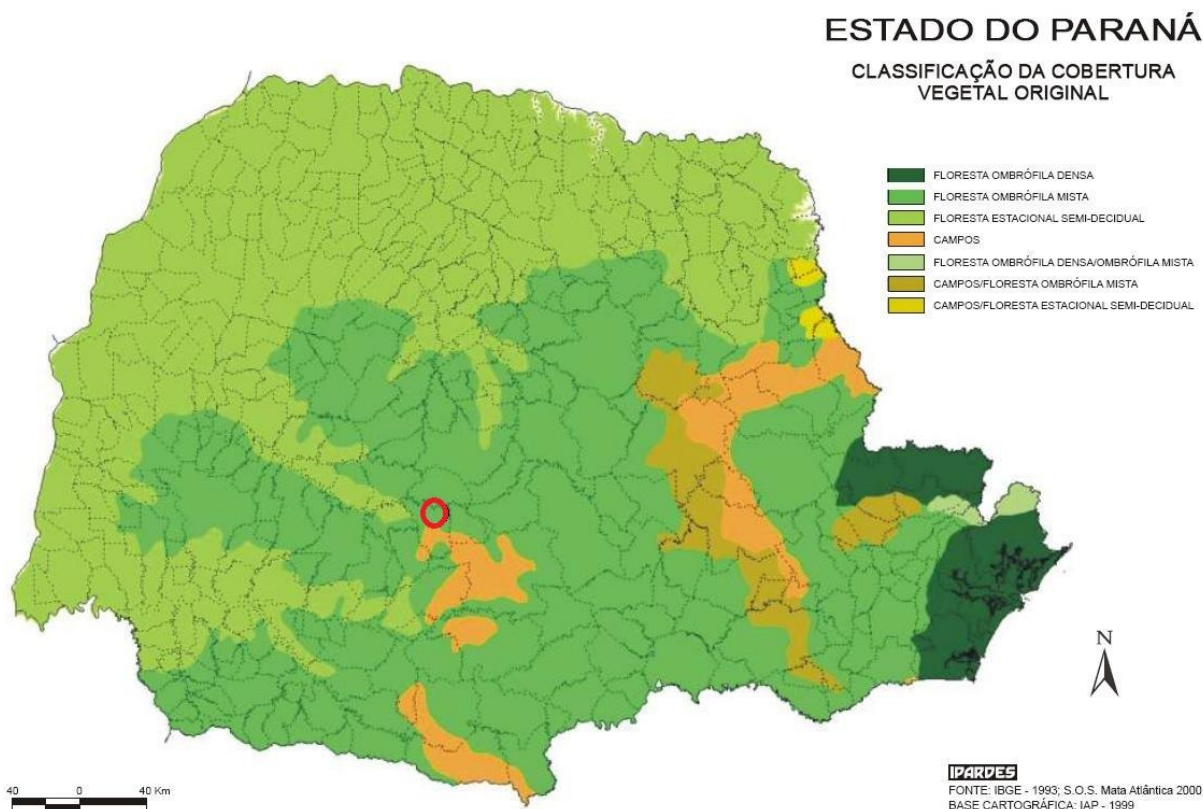 ESTADO DO PARANÁ
CLASSIFICAÇÃO DA COBERTURA
VEGETAL ORIGINAL
FLORESTA OMBRÓFILA DENSA
FLORESTA OMBRÓFILA MISTA
FLORESTA ESTACIONAL SEMI-DECIDUAL
CAMPOS
FLORESTA OMBRÓFILA DENSA/OMBRÓFILA MISTA
CAMPOS/FLORESTA OMBRÓFILA MISTA
CAMPOS/FLORESTA ESTACIONAL SEMI-DECIDUAL
N
40 0 40 Km
IPARDES
FONTE: IBGE - 1993; S.O.S. Mata Atlântica 2000
BASE CARTOGRÁFICA: IAP - 1999